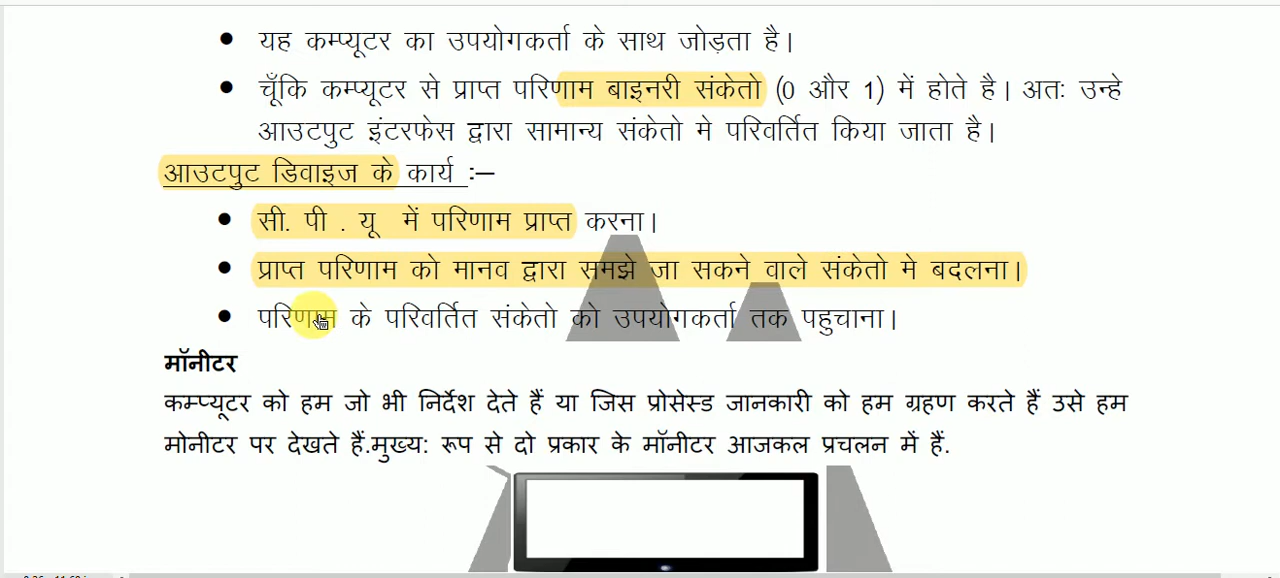 यह कम्प्यूटर का उपयोगकर्ता के साथ जोड़ता है।
चूँकि कम्प्यूटर से प्राप्त परिणाम बाइनरी संकेतो (0 और 1) में होते है। अतः उन्हे
आउटपुट इंटरफेस द्वारा सामान्य संकेतो मे परिवर्तित किया जाता है।
आउटपुट डिवाइज के कार्य :–
सी. पी . यू में परिणाम प्राप्त करना।
प्राप्त परिणाम को मानव द्वारा समझे जा सकने वाले संकेतो मे बदलना।
परिणाम के परिवर्तित संकेतो को उपयोगकर्ता तक पहुचाना।
मॉनीटर
कम्प्यूटर को हम जो भी निर्देश देते हैं या जिस प्रोसेस्ड जानकारी को हम ग्रहण करते हैं उसे हम
मोनीटर पर देखते हैं.मुख्य: रूप से दो प्रकार के मॉनीटर आजकल प्रचलन में हैं.